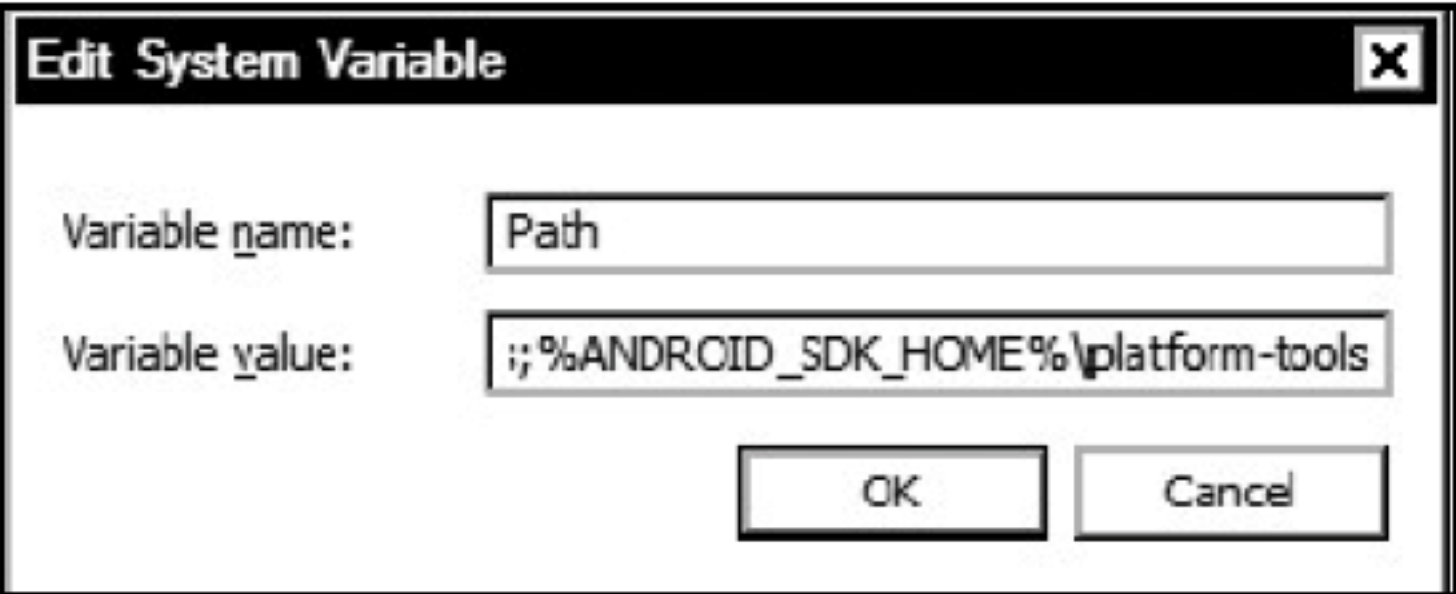 Edit System Variable
Variable name: Path
Variable value: ;;%ANDROID_SDK_HOME%\platform-tools
OK Cancel